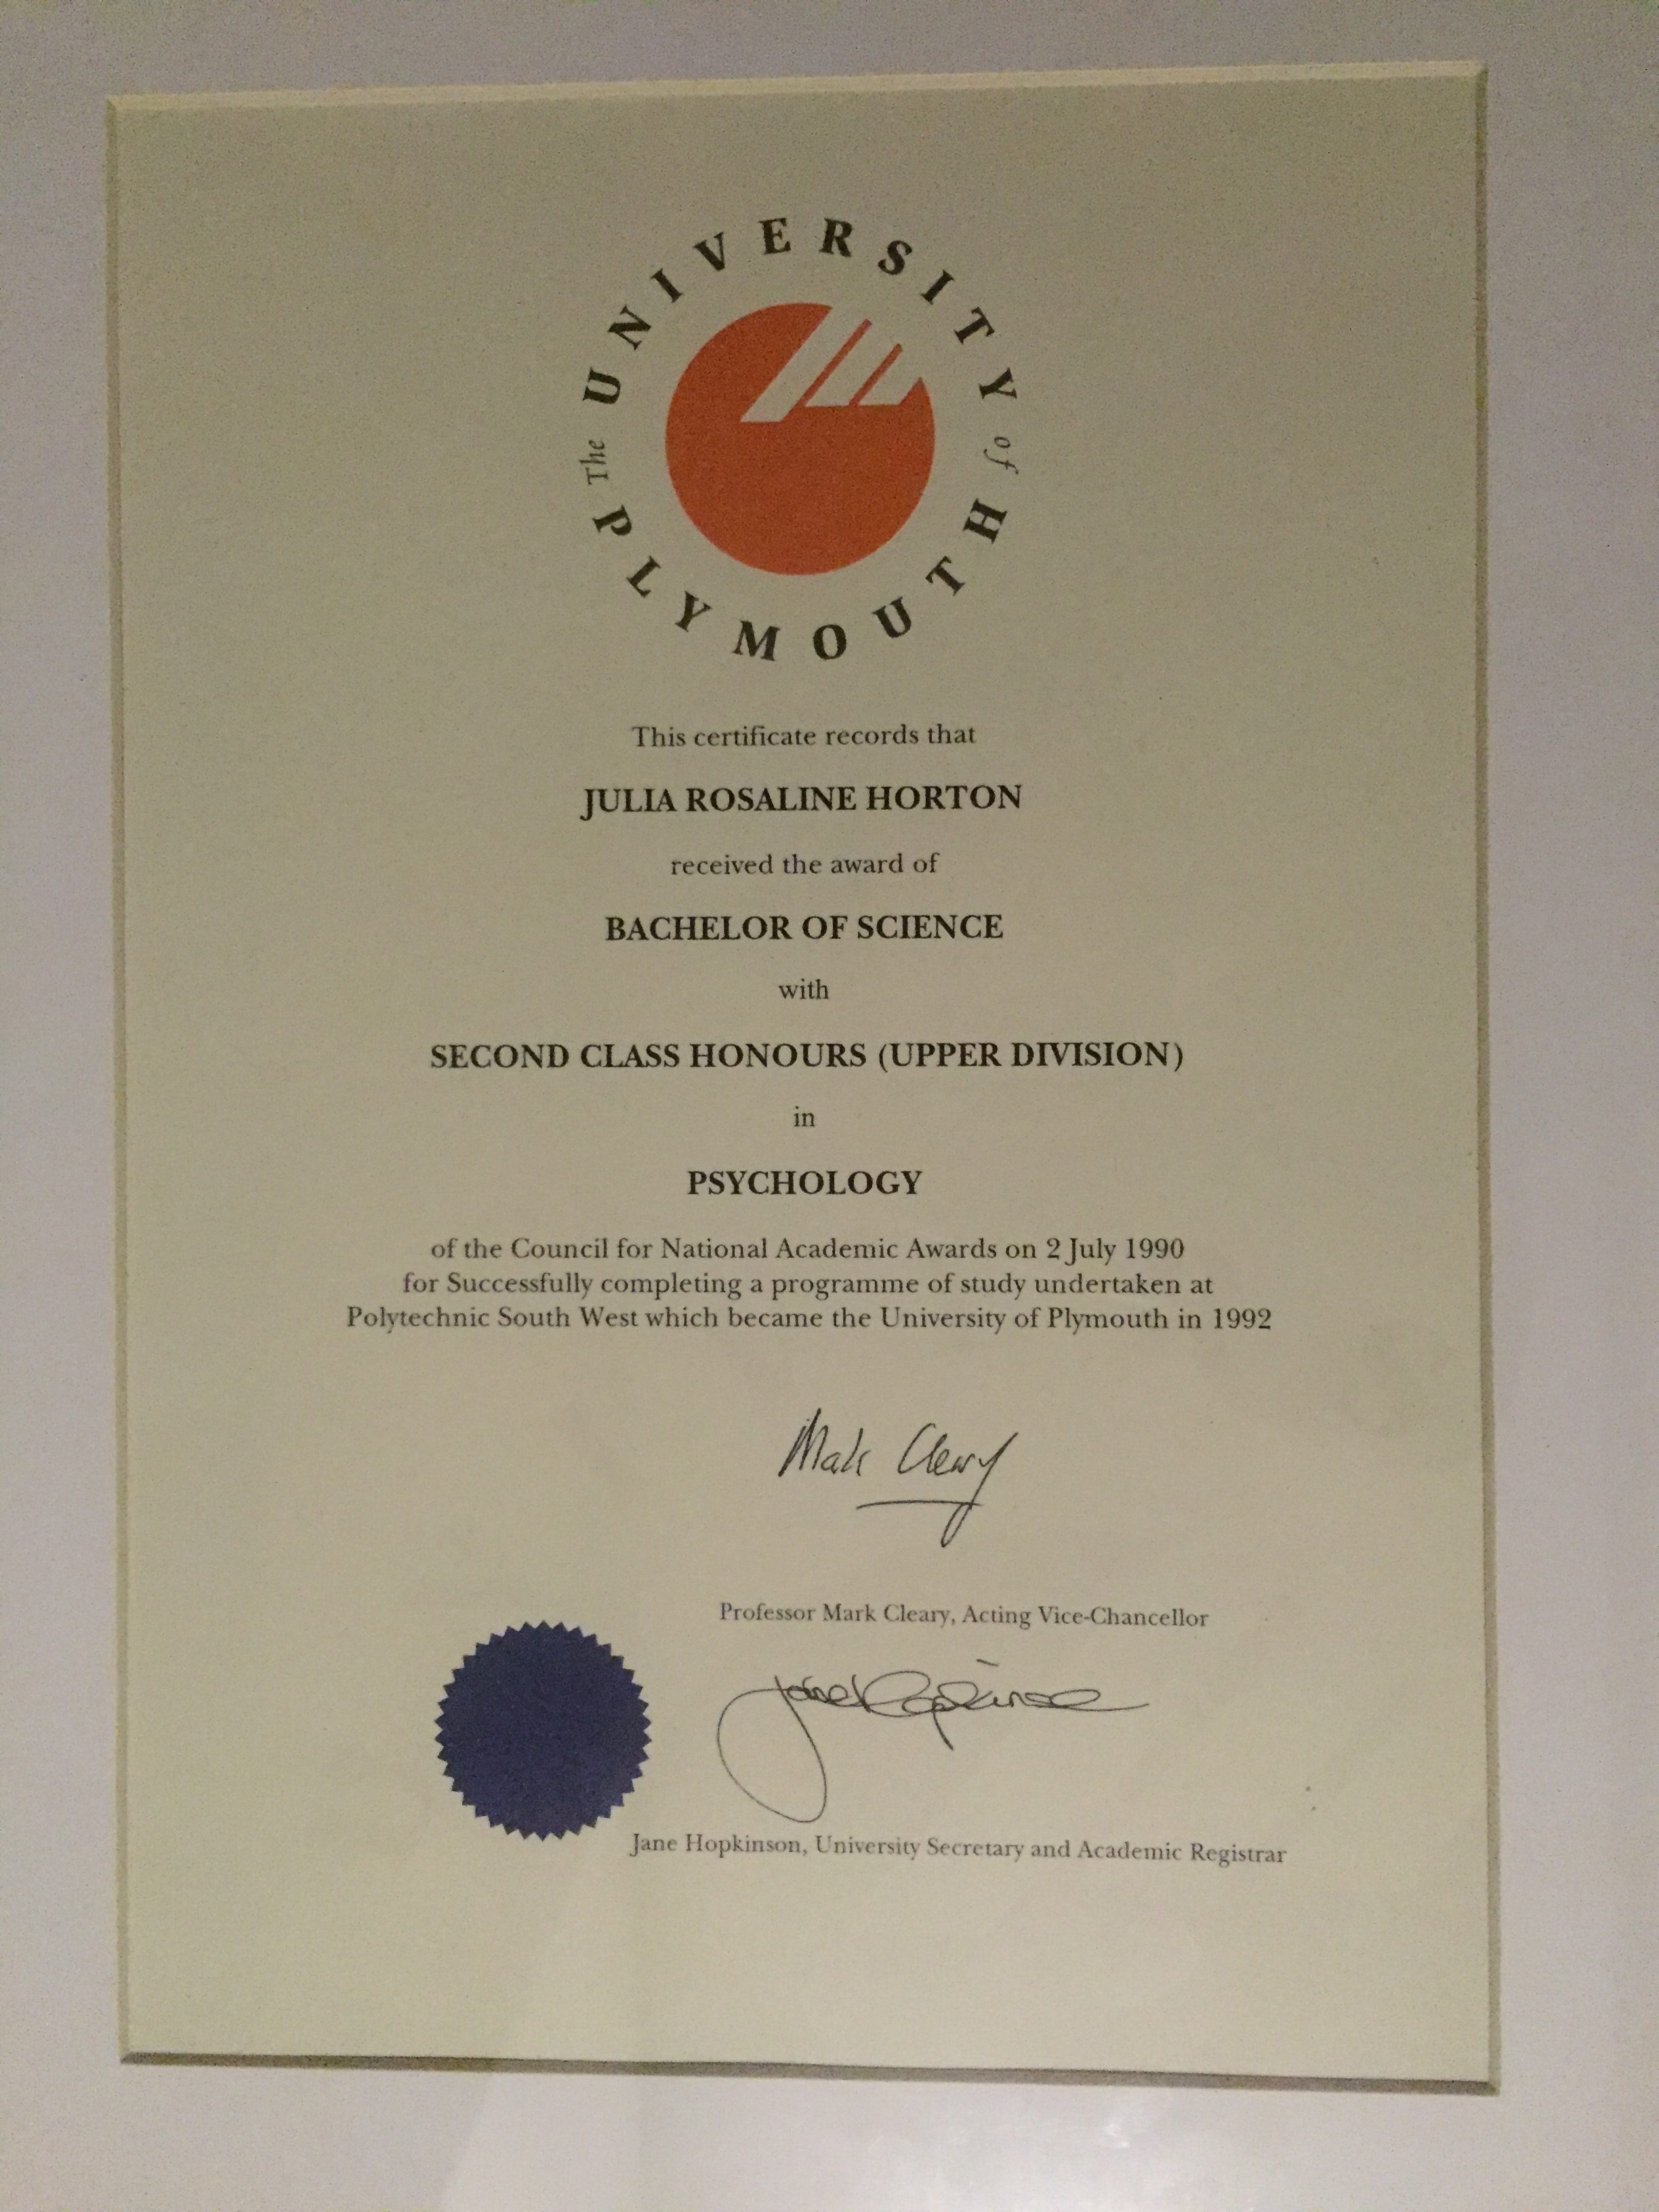 The UNIVERSITY of PLYMOUTH
This certificate records that
JULIA ROSALINE HORTON
received the award of
BACHELOR OF SCIENCE
with
SECOND CLASS HONOURS (UPPER DIVISION)
in
PSYCHOLOGY
of the Council for National Academic Awards on 2 July 1990
for Successfully completing a programme of study undertaken at
Polytechnic South West which became the University of Plymouth in 1992
Mark Cleary
Professor Mark Cleary, Acting Vice-Chancellor
Jane Hopkinson
Jane Hopkinson, University Secretary and Academic Registrar